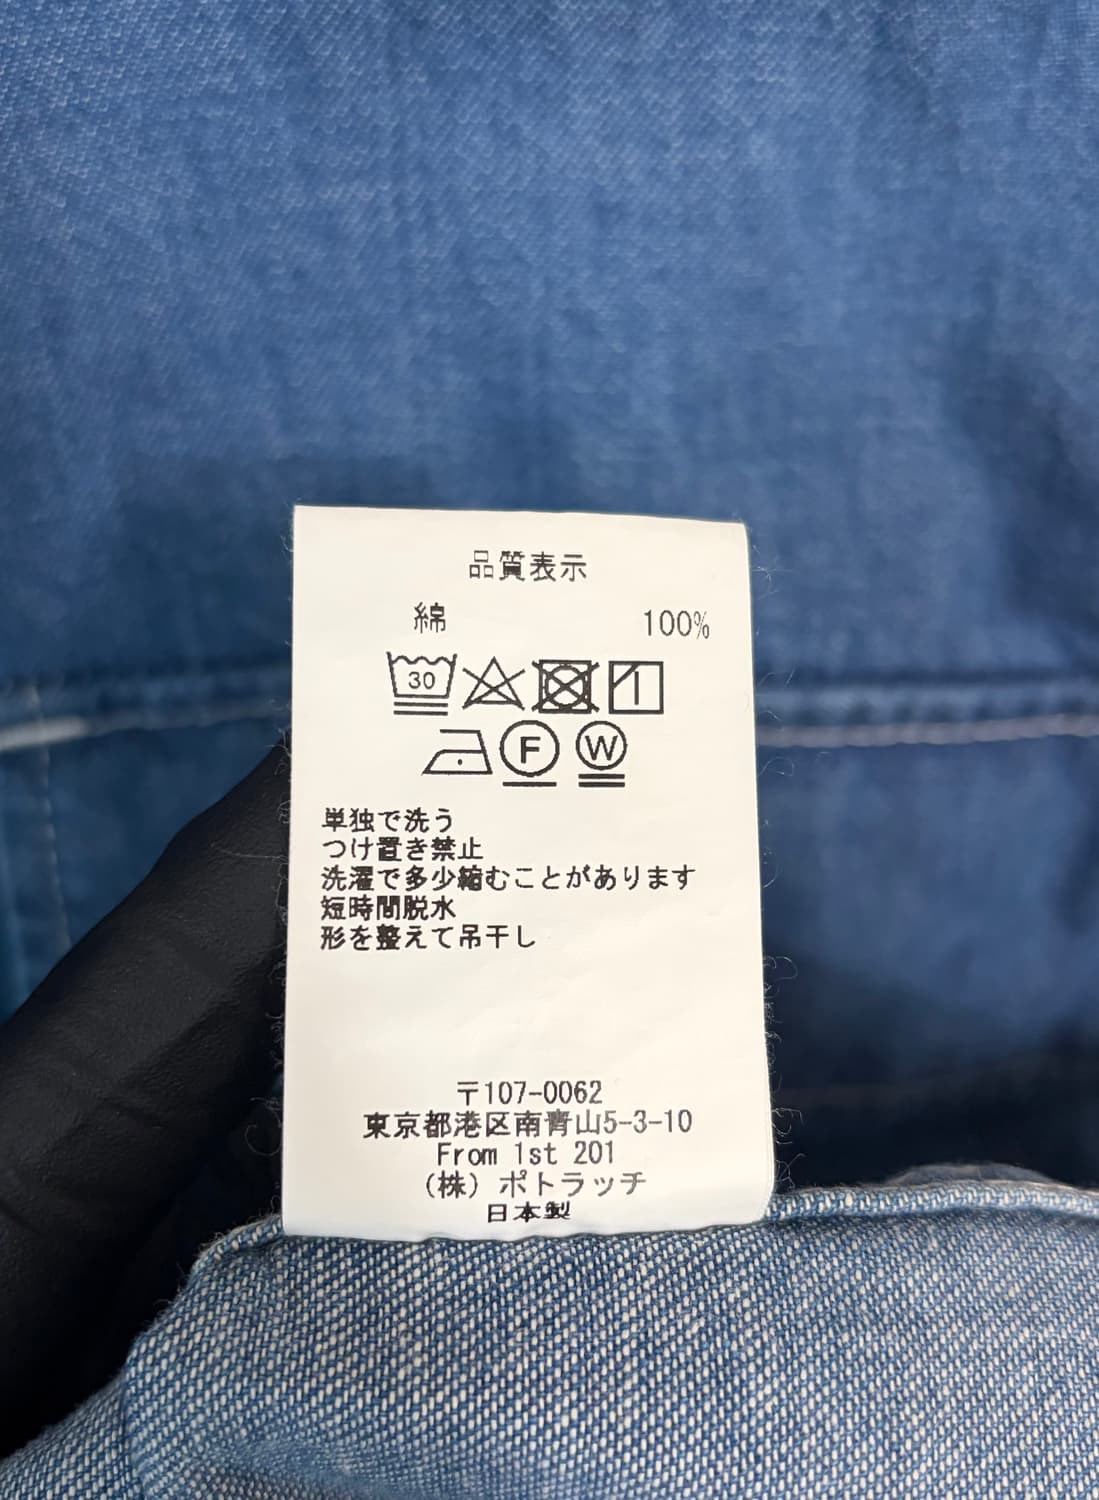 品質表示
綿 100%
30
F W
単独で洗う
つけ置き禁止
洗濯で多少縮むことがあります
短時間脱水
形を整えて吊干し
〒107-0062
東京都港区南青山5-3-10
From 1st 201
(株) ポトラッチ
日本製